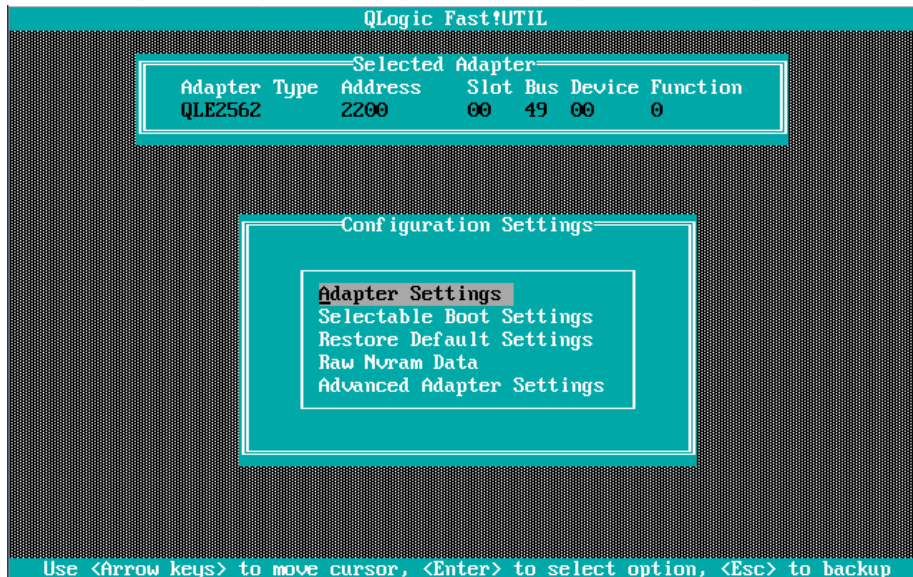 QLogic Fast!UTIL
Selected Adapter
Adapter Type Address Slot Bus Device Function
QLE2562 2200 00 49 00 0
Configuration Settings
Adapter Settings
Selectable Boot Settings
Restore Default Settings
Raw Nvram Data
Advanced Adapter Settings
Use <Arrow keys> to move cursor, <Enter> to select option, <Esc> to backup